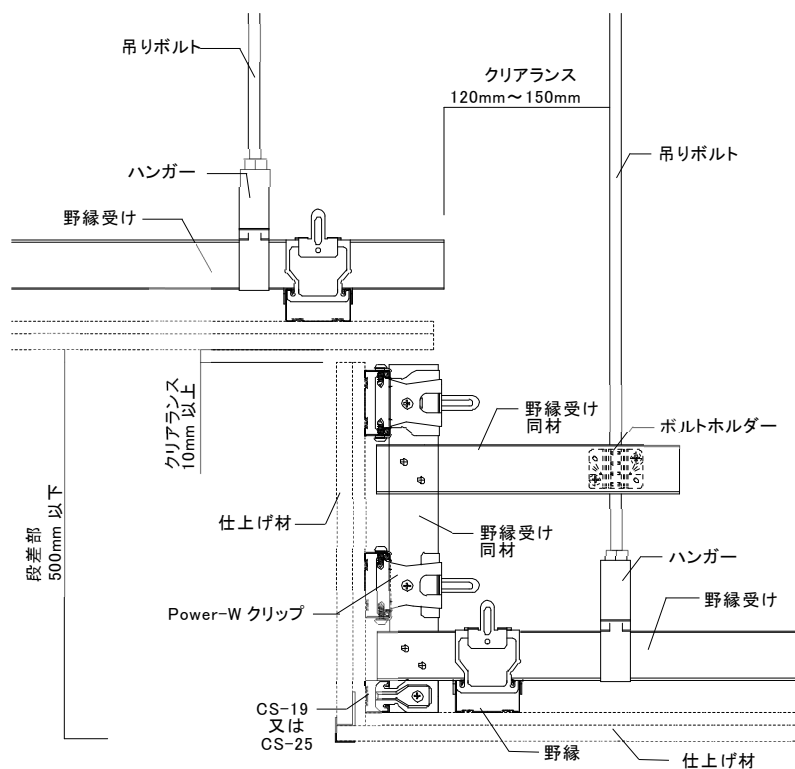 吊りボルト
クリアランス
120mm～150mm
ハンガー
吊りボルト
野縁受け
クリアランス
10mm 以上
野縁受け
同材
ボルトホルダー
段差部
500mm 以下
仕上げ材
野縁受け
同材
ハンガー
Power-W クリップ
野縁受け
CS-19
又は
CS-25
野縁
仕上げ材